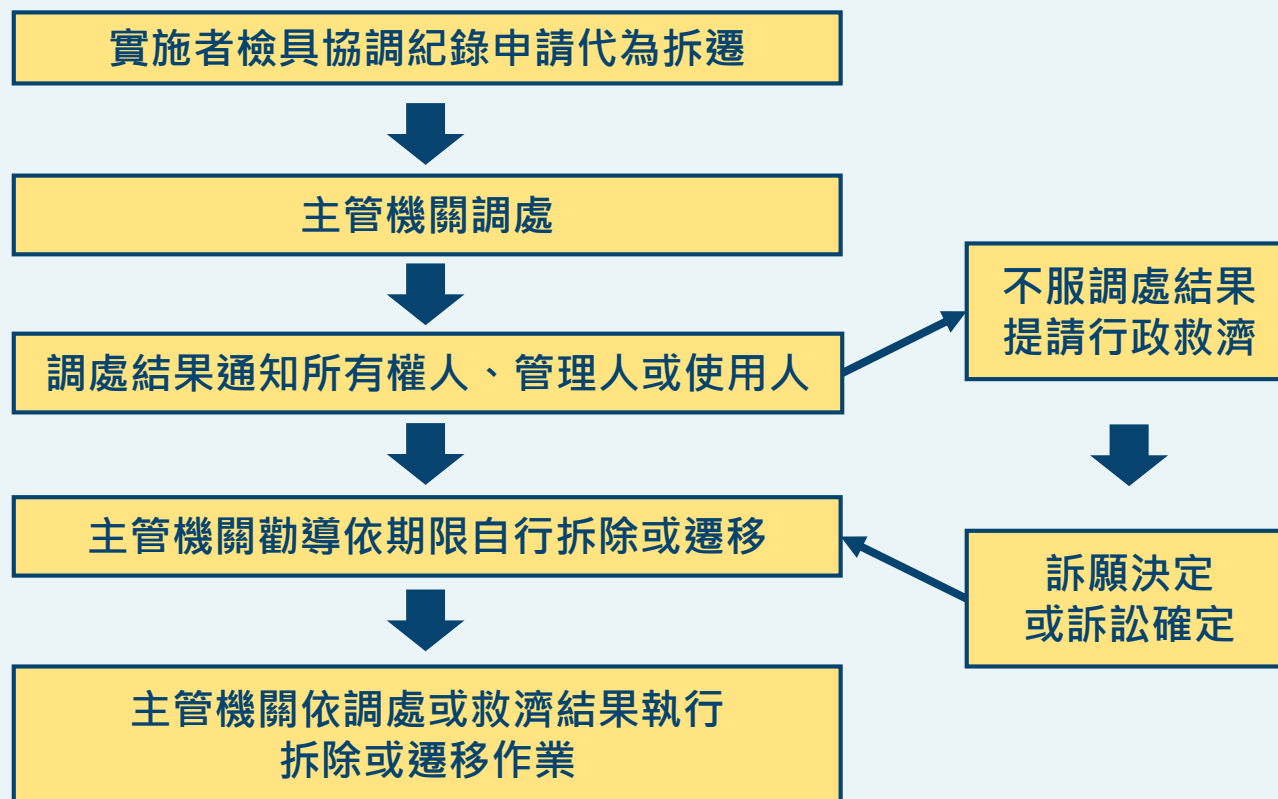 實施者檢具協調紀錄申請代為拆遷
主管機關調處
調處結果通知所有權人、管理人或使用人
不服調處結果
提請行政救濟
主管機關勸導依期限自行拆除或遷移
訴願決定
或訴訟確定
主管機關依調處或救濟結果執行
拆除或遷移作業